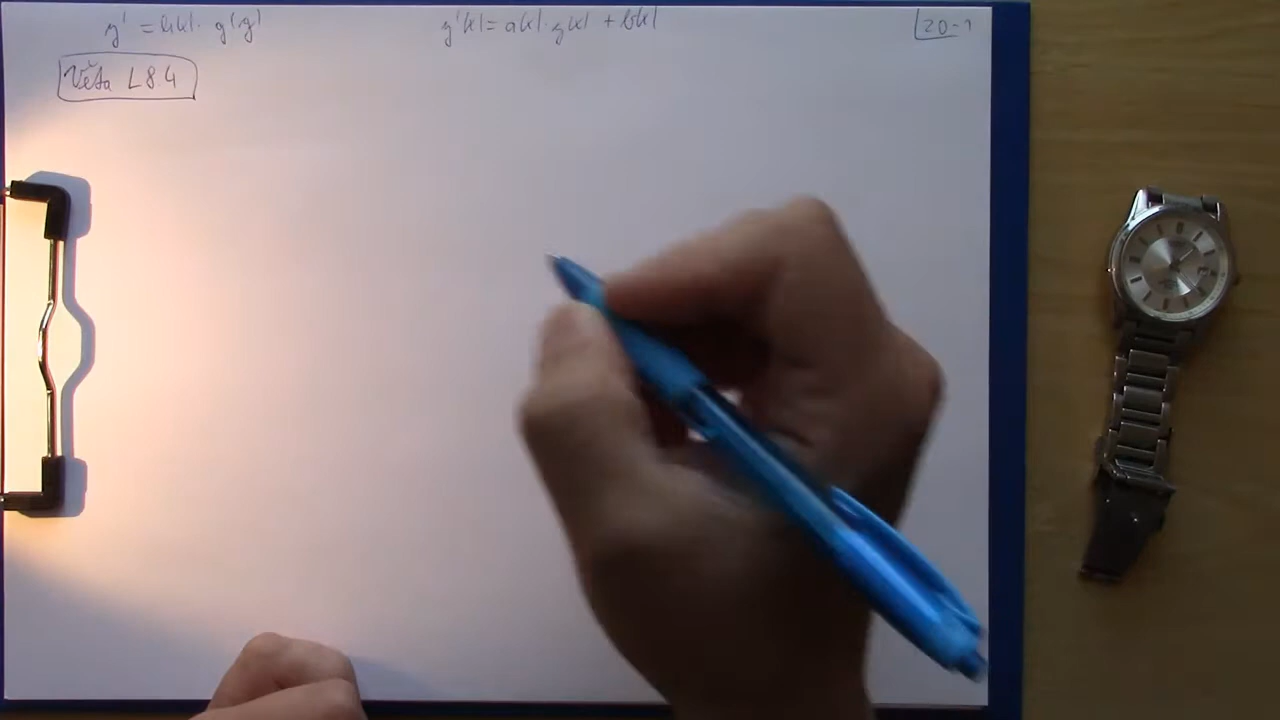 y' = h(x) · g(y) y'(x) = a(x) · y(x) + b(x) 20-1
Věta L8.4